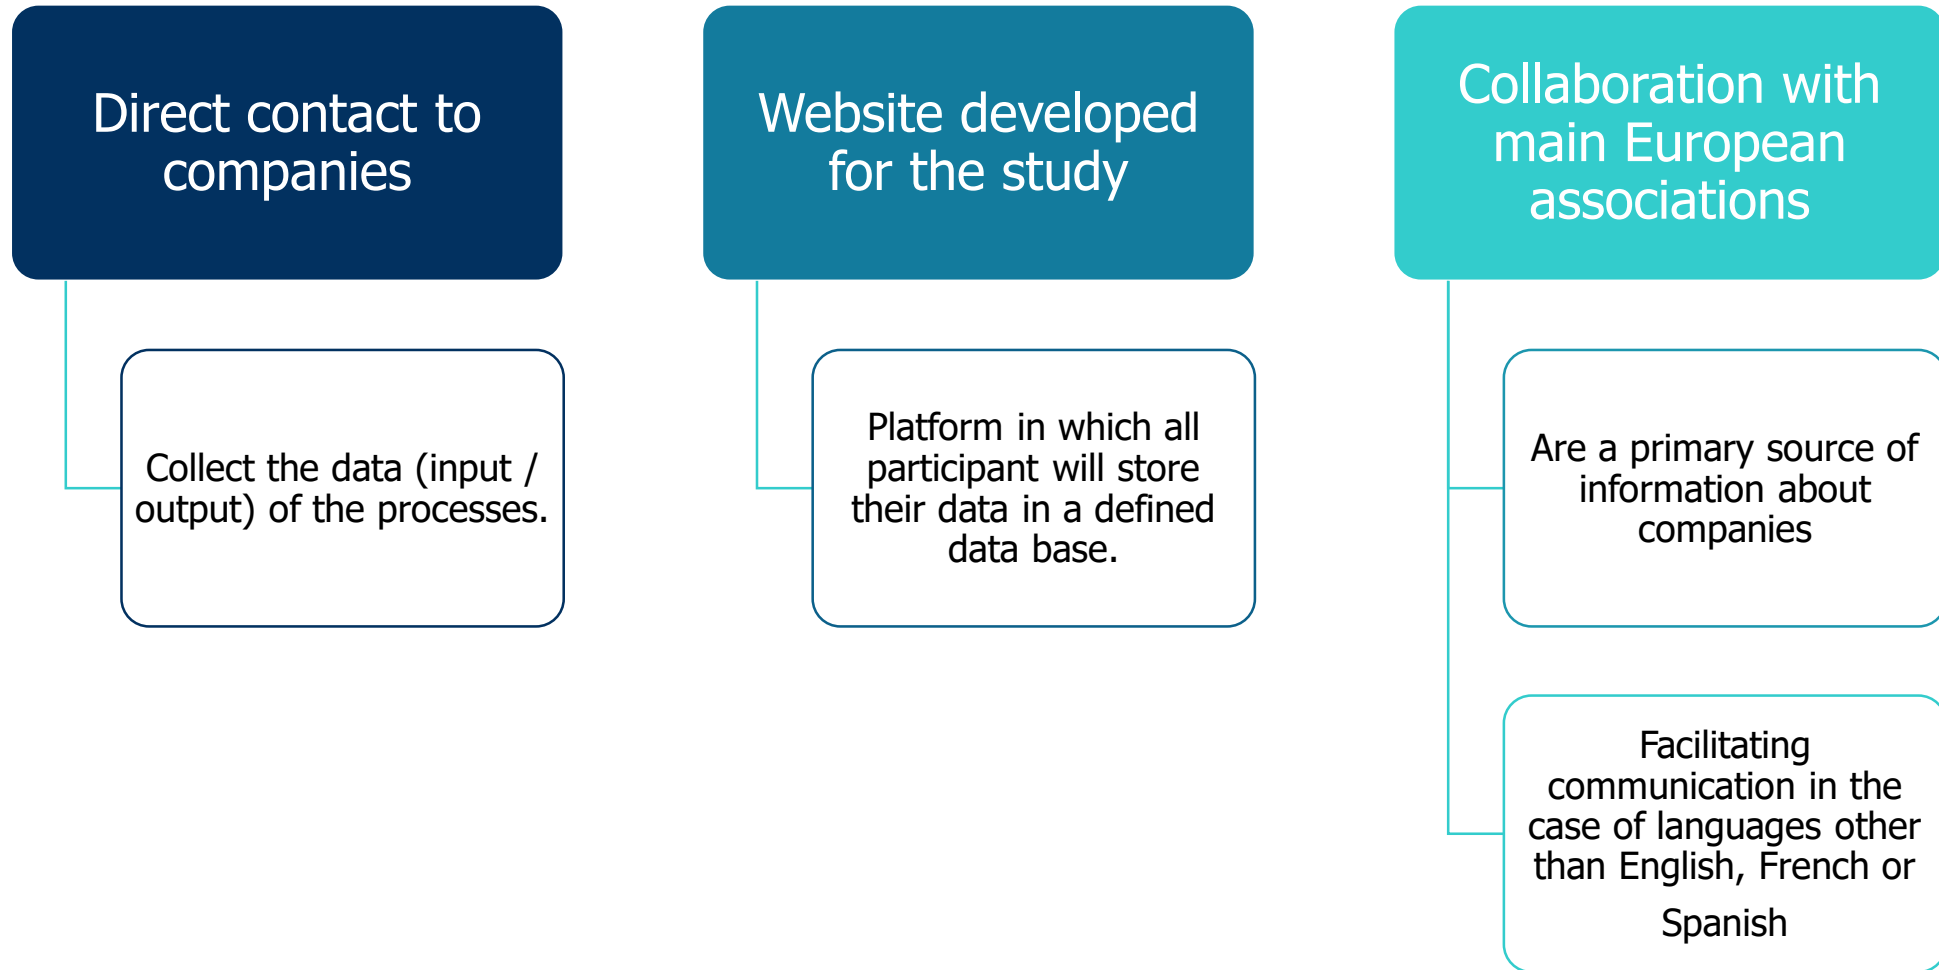 Direct contact to
companies
Collect the data (input /
output) of the processes.
Website developed
for the study
Platform in which all
participant will store
their data in a defined
data base.
Collaboration with
main European
associations
Are a primary source of
information about
companies
Facilitating
communication in the
case of languages other
than English, French or
Spanish